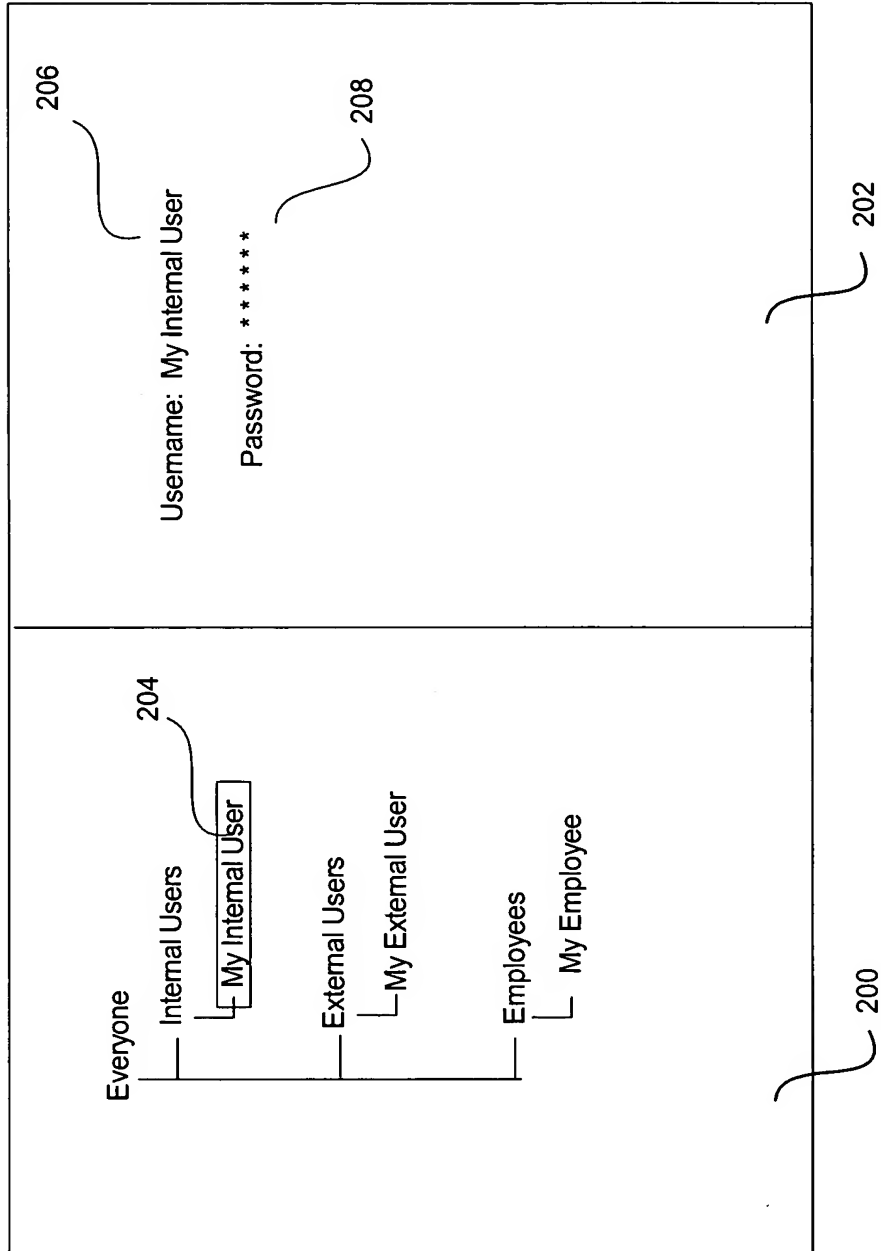 Everyone
Internal Users
My Internal User
External Users
My External User
Employees
My Employee
204
200
Username: My Internal User
Password: *******
206
208
202